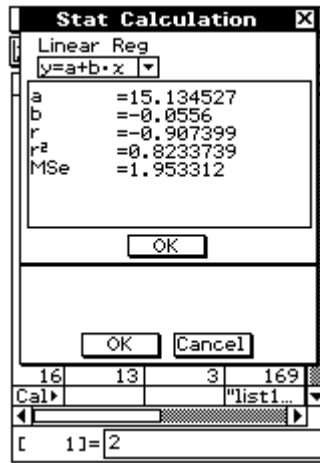 Stat Calculation
Linear Reg
y=a+b·x
a =15.134527
b =-0.0556
r =-0.907399
r² =0.8233739
MSe =1.953312
OK
OK Cancel
16 13 3 169
Cal▶ "list1...
[ 1]= 2